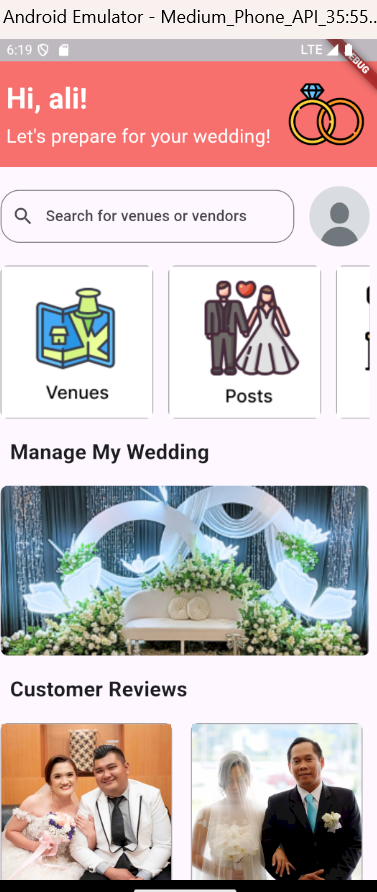 Android Emulator - Medium_Phone_API_35:55...
6:19
LTE
DEBUG
Hi, ali!
Let's prepare for your wedding!
Search for venues or vendors
Venues
Posts
Manage My Wedding
Customer Reviews